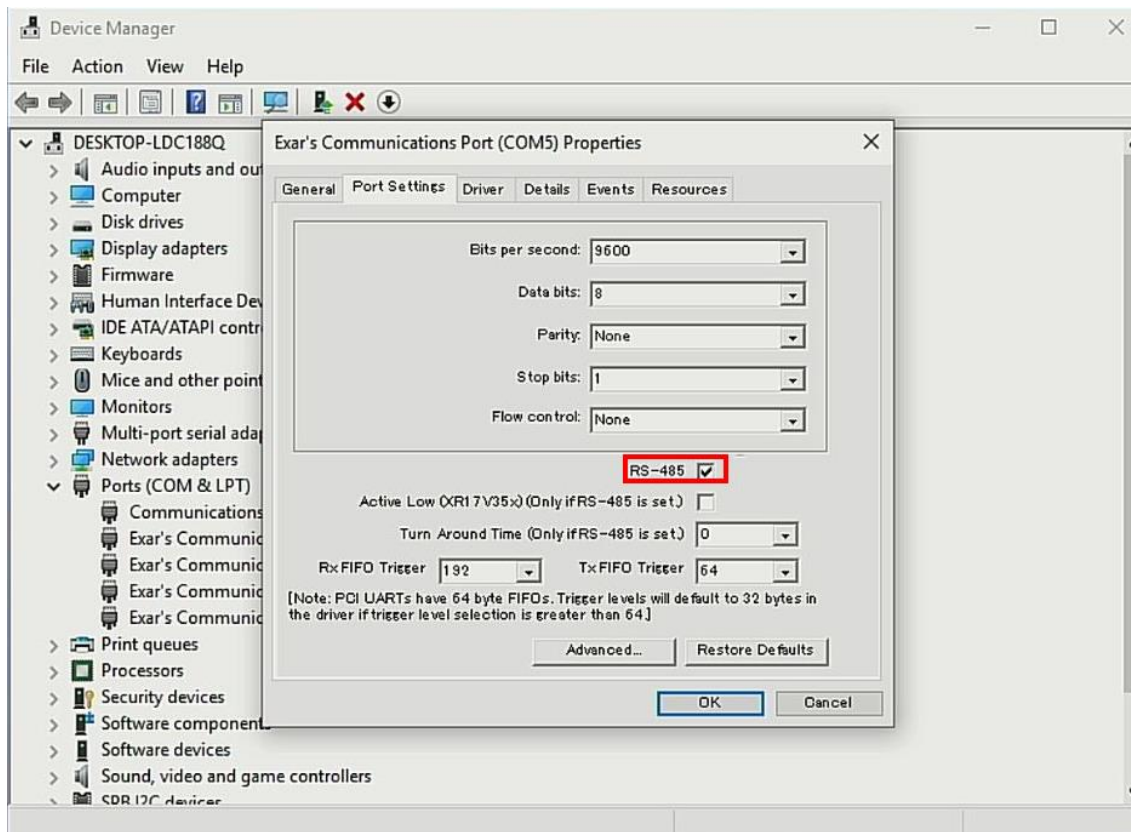 Device Manager
File Action View Help
DESKTOP-LDC188Q
Audio inputs and out
Computer
Disk drives
Display adapters
Firmware
Human Interface Dev
IDE ATA/ATAPI contr
Keyboards
Mice and other point
Monitors
Multi-port serial adap
Network adapters
Ports (COM & LPT)
Communications
Exar's Communic
Exar's Communic
Exar's Communic
Exar's Communic
Print queues
Processors
Security devices
Software components
Software devices
Sound, video and game controllers
SPB I2C devices
Exar's Communications Port (COM5) Properties
General Port Settings Driver Details Events Resources
Bits per second: 9600
Data bits: 8
Parity: None
Stop bits: 1
Flow control: None
RS-485
Active Low (XR17V35x) (Only if RS-485 is set.)
Turn Around Time (Only if RS-485 is set.) 0
Rx FIFO Trigger 192 Tx FIFO Trigger 64
[Note: PCI UARTs have 64 byte FIFOs. Trigger levels will default to 32 bytes in
the driver if trigger level selection is greater than 64.]
Advanced... Restore Defaults
OK Cancel